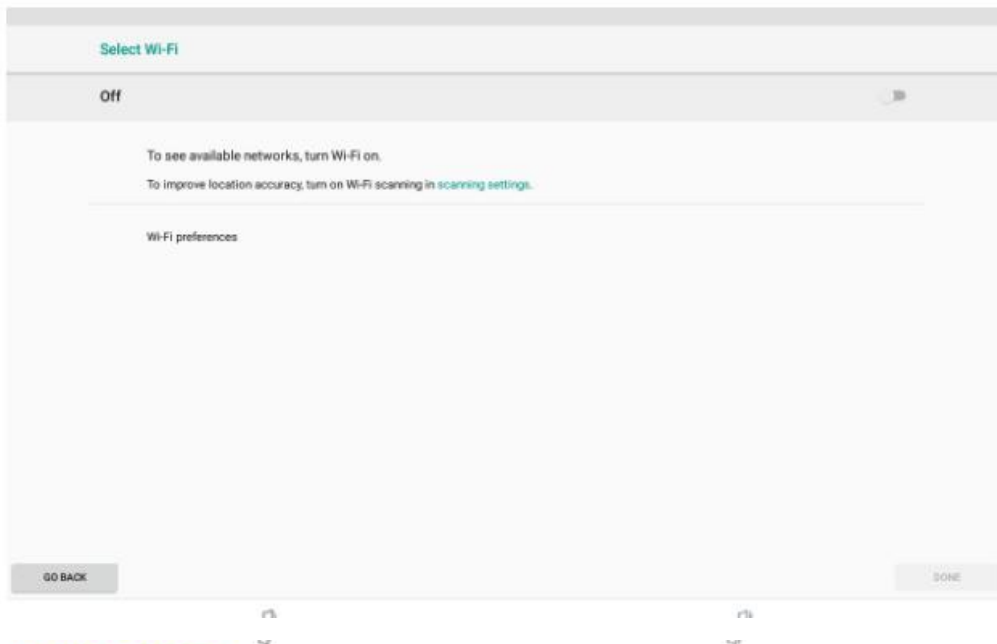 Select Wi-Fi
Off
To see available networks, turn Wi-Fi on.
To improve location accuracy, turn on Wi-Fi scanning in scanning settings.
Wi-Fi preferences
GO BACK
DONE